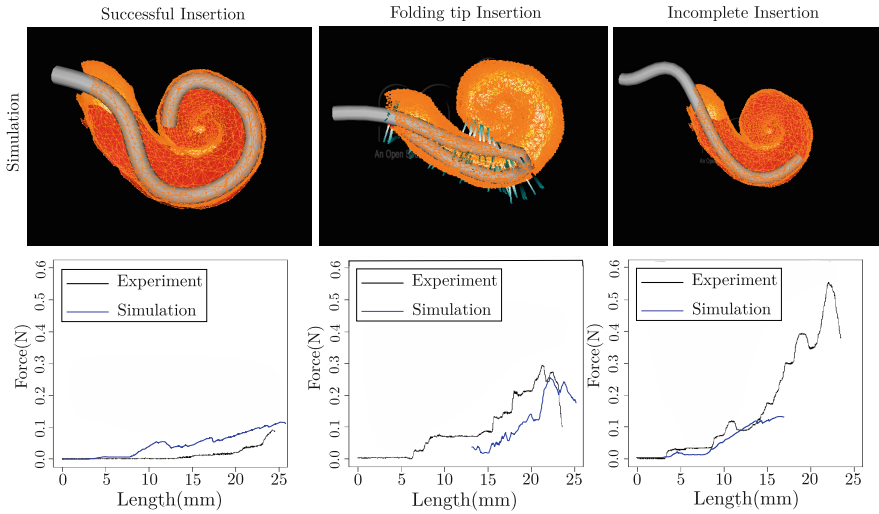 Successful Insertion
Folding tip Insertion
Incomplete Insertion
Simulation
An Open
An Op
Experiment
Simulation
Force(N)
0.0 0.1 0.2 0.3 0.4 0.5 0.6
0 5 10 15 20 25
Length(mm)
Experiment
Simulation
Force(N)
0.0 0.1 0.2 0.3 0.4 0.5 0.6
0 5 10 15 20 25
Length(mm)
Experiment
Simulation
Force(N)
0.0 0.1 0.2 0.3 0.4 0.5 0.6
0 5 10 15 20 25
Length(mm)